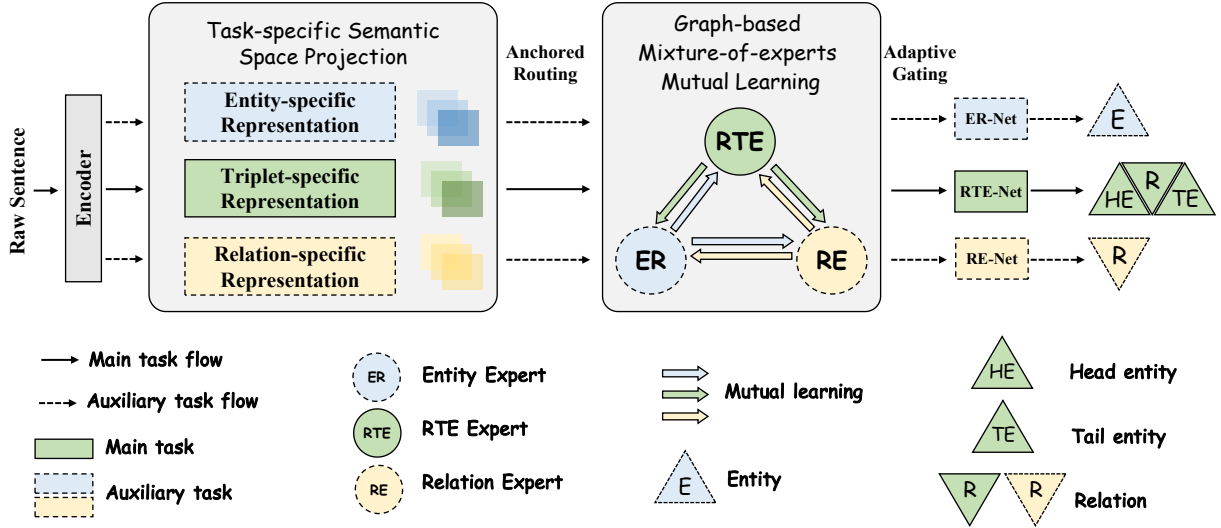 Raw Sentence
Encoder
Task-specific Semantic
Space Projection
Entity-specific
Representation
Triplet-specific
Representation
Relation-specific
Representation
Anchored
Routing
Graph-based
Mixture-of-experts
Mutual Learning
RTE
ER
RE
Adaptive
Gating
ER-Net
E
RTE-Net
HE
R
TE
RE-Net
R
Main task flow
Auxiliary task flow
Main task
Auxiliary task
ER
Entity Expert
RTE
RTE Expert
RE
Relation Expert
Mutual learning
E
Entity
HE
Head entity
TE
Tail entity
R
R
Relation